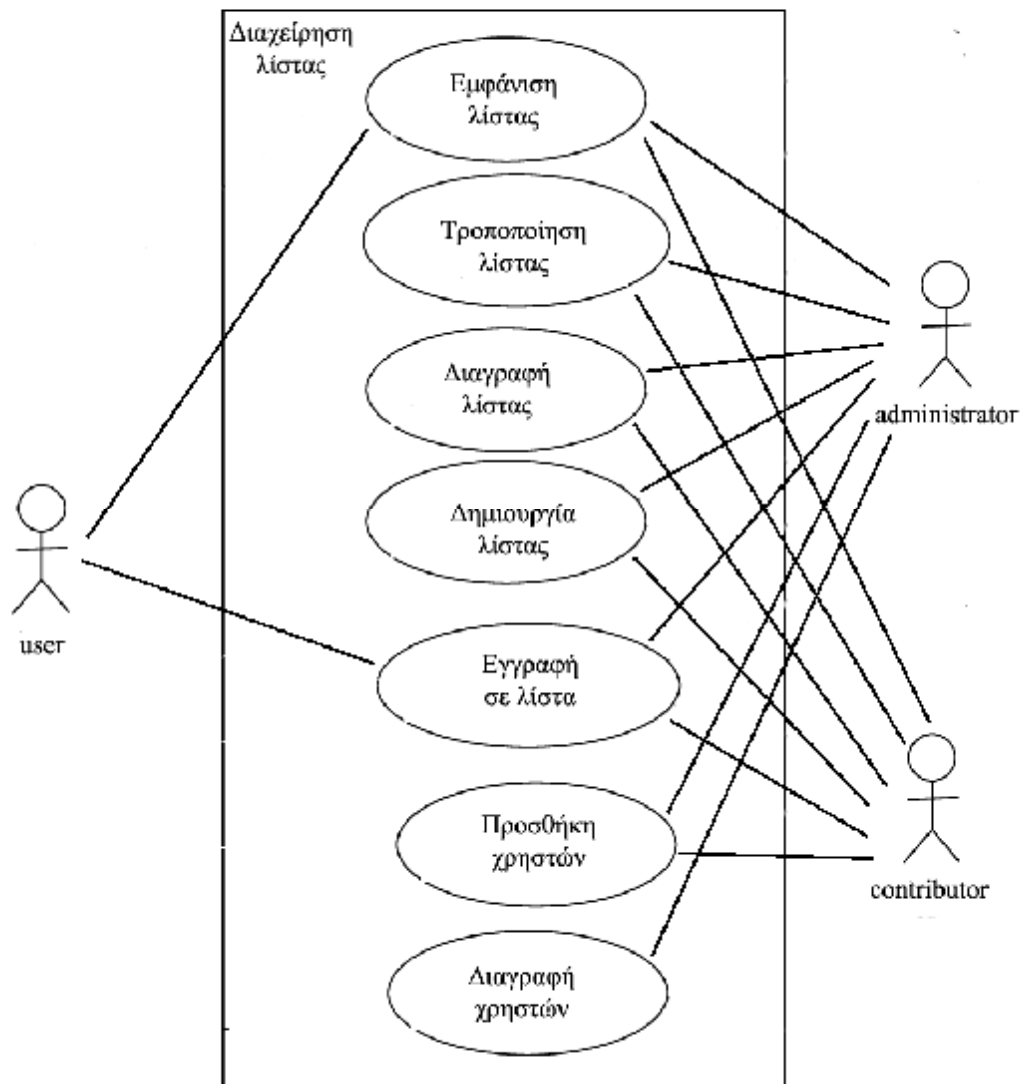 Διαχείρηση
λίστας
Εμφάνιση
λίστας
Τροποποίηση
λίστας
Διαγραφή
λίστας
administrator
Δημιουργία
λίστας
user
Εγγραφή
σε λίστα
Προσθήκη
χρηστών
contributor
Διαγραφή
χρηστών